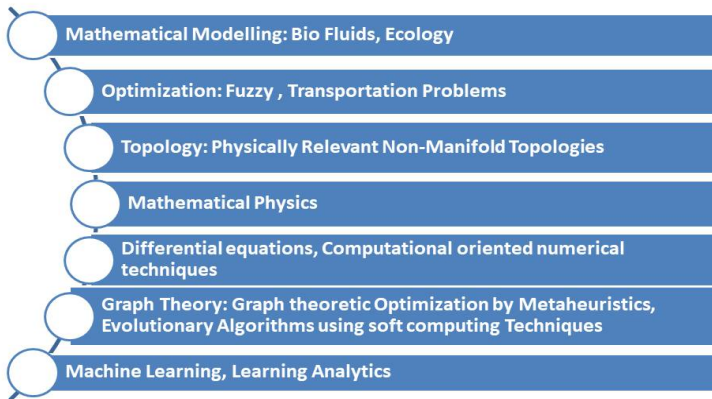 Mathematical Modelling: Bio Fluids, Ecology
Optimization: Fuzzy , Transportation Problems
Topology: Physically Relevant Non-Manifold Topologies
Mathematical Physics
Differential equations, Computational oriented numerical
techniques
Graph Theory: Graph theoretic Optimization by Metaheuristics,
Evolutionary Algorithms using soft computing Techniques
Machine Learning, Learning Analytics